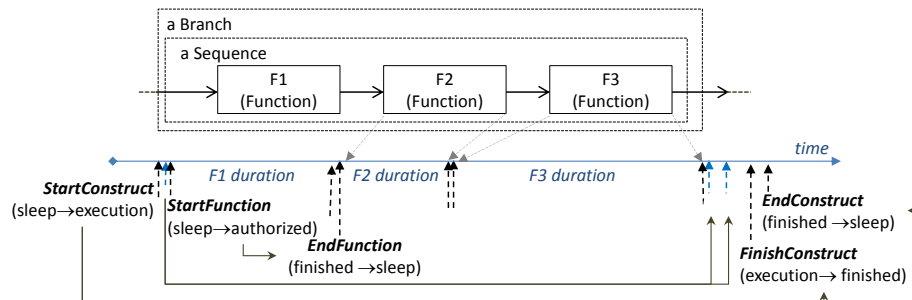 a Branch
a Sequence
F1
(Function)
F2
(Function)
F3
(Function)
time
F1 duration
F2 duration
F3 duration
StartConstruct
(sleep→execution)
StartFunction
(sleep→authorized)
EndFunction
(finished →sleep)
EndConstruct
(finished→sleep)
FinishConstruct
(execution→ finished)